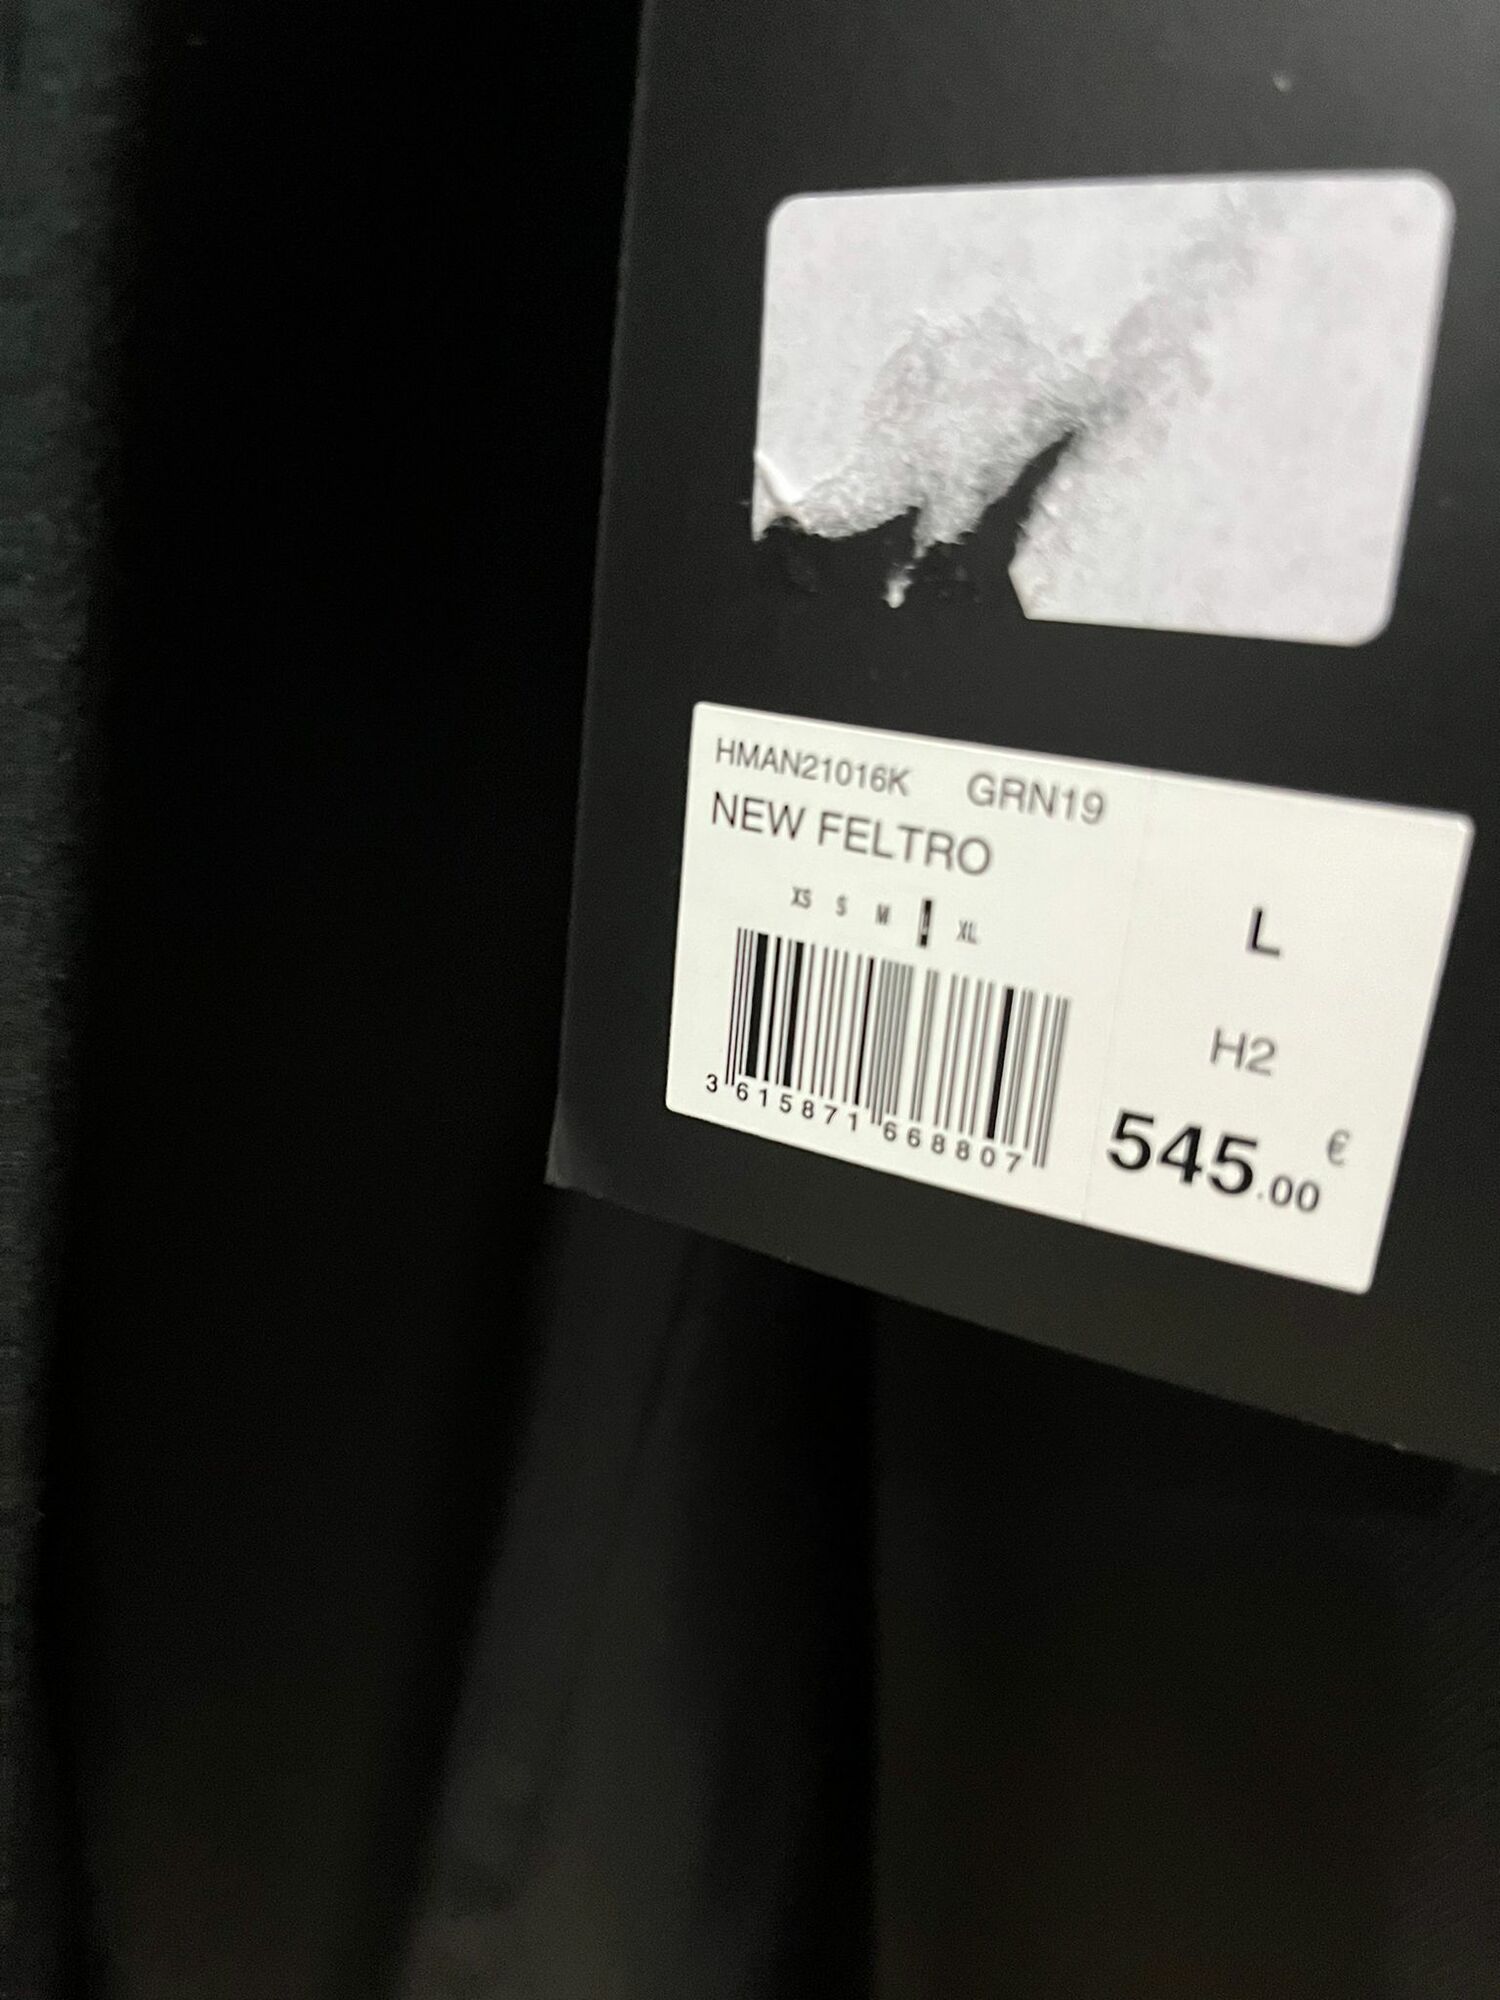 HMAN21016K GRN19
NEW FELTRO
XS S M L XL
L
H2
3 615871 668807
545.00 €